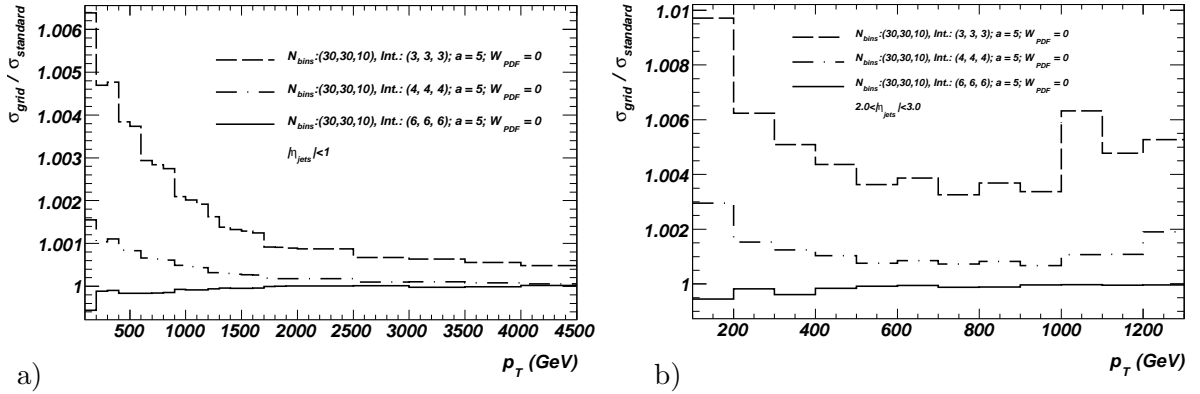 σgrid / σstandard
1.006
1.005
1.004
1.003
1.002
1.001
1
Nbins:(30,30,10), Int.: (3, 3, 3); a = 5; WPDF = 0
Nbins:(30,30,10), Int.: (4, 4, 4); a = 5; WPDF = 0
Nbins:(30,30,10), Int.: (6, 6, 6); a = 5; WPDF = 0
|ηjets|<1
500 1000 1500 2000 2500 3000 3500 4000 4500
pT (GeV)
a)
σgrid / σstandard
1.01
1.008
1.006
1.004
1.002
1
Nbins:(30,30,10), Int.: (3, 3, 3); a = 5; WPDF = 0
Nbins:(30,30,10), Int.: (4, 4, 4); a = 5; WPDF = 0
Nbins:(30,30,10), Int.: (6, 6, 6); a = 5; WPDF = 0
2.0<|ηjets|<3.0
200 400 600 800 1000 1200
pT (GeV)
b)